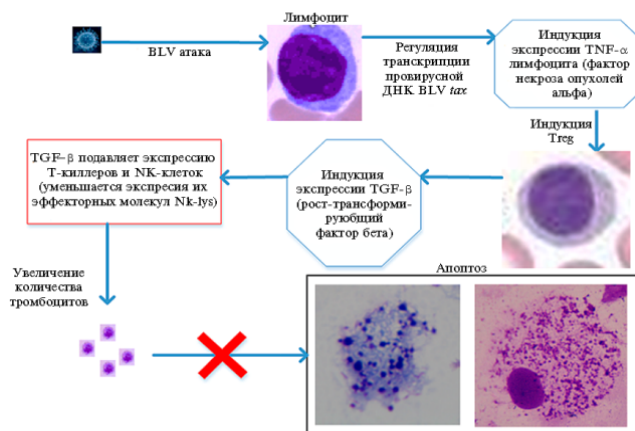 Лимфоцит
BLV атака
Регуляция
транскрипции
провирусной
ДНК BLV tax
Индукция
экспрессии TNF-α
лимфоцита (фактор
некроза опухолей
альфа)
Индукция
Treg
Индукция
экспрессии TGF-β
(рост-трансформи-
руюбщий
фактор бета)
TGF-β подавляет экспрессию
Т-киллеров и NK-клеток
(уменьшается экспресия их
эффекторных молекул Nk-lys)
Увеличение
количества
тромбоцитов
Апоптоз